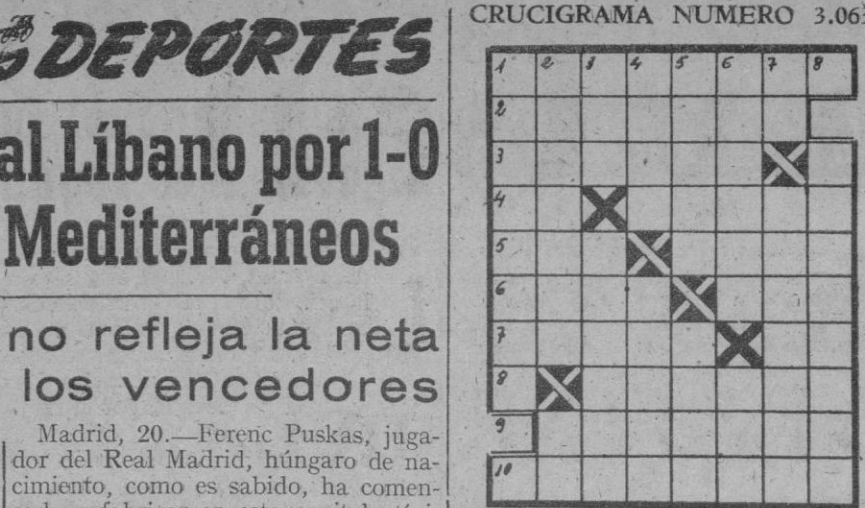 DEPORTES
al Líbano por 1-0
Mediterráneos
no refleja la neta
los vencedores
Madrid, 20.—Ferenc Puskas, juga-
dor del Real Madrid, húngaro de na-
cimiento, como es sabido, ha comen-
CRUCIGRAMA NUMERO 3.06
1 2 3 4 5 6 7 8
2
3
4
5
6
7
8
9
10